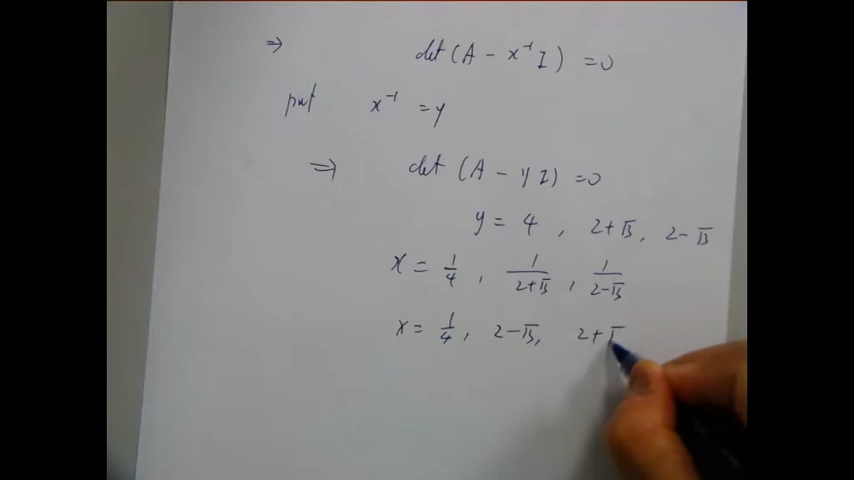 ⇒ det (A - x⁻¹ I) = 0
put x⁻¹ = y
⇒ det (A - y I) = 0
y = 4 , 2+√3, 2-√3
x = 1/4 , 1/(2+√3) , 1/(2-√3)
x = 1/4 , 2-√3, 2+√